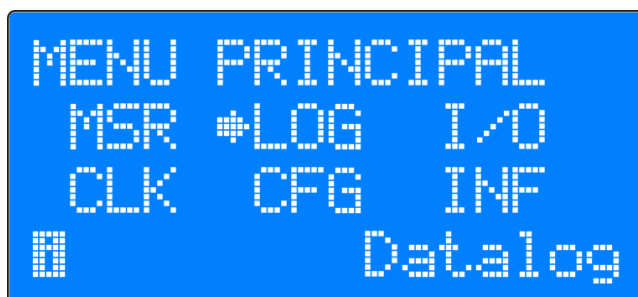 MENU PRINCIPAL
MSR →LOG I/O
CLK CFG INF
Datalog